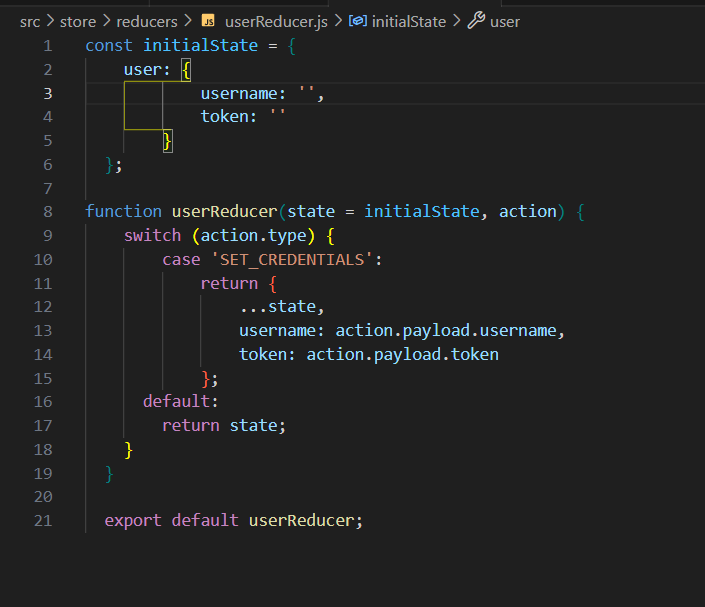 src > store > reducers > JS userReducer.js > initialState > user
1 const initialState = {
2 user: {
3 username: '',
4 token: ''
5 }
6 };
7
8 function userReducer(state = initialState, action) {
9 switch (action.type) {
10 case 'SET_CREDENTIALS':
11 return {
12 ...state,
13 username: action.payload.username,
14 token: action.payload.token
15 };
16 default:
17 return state;
18 }
19 }
20
21 export default userReducer;